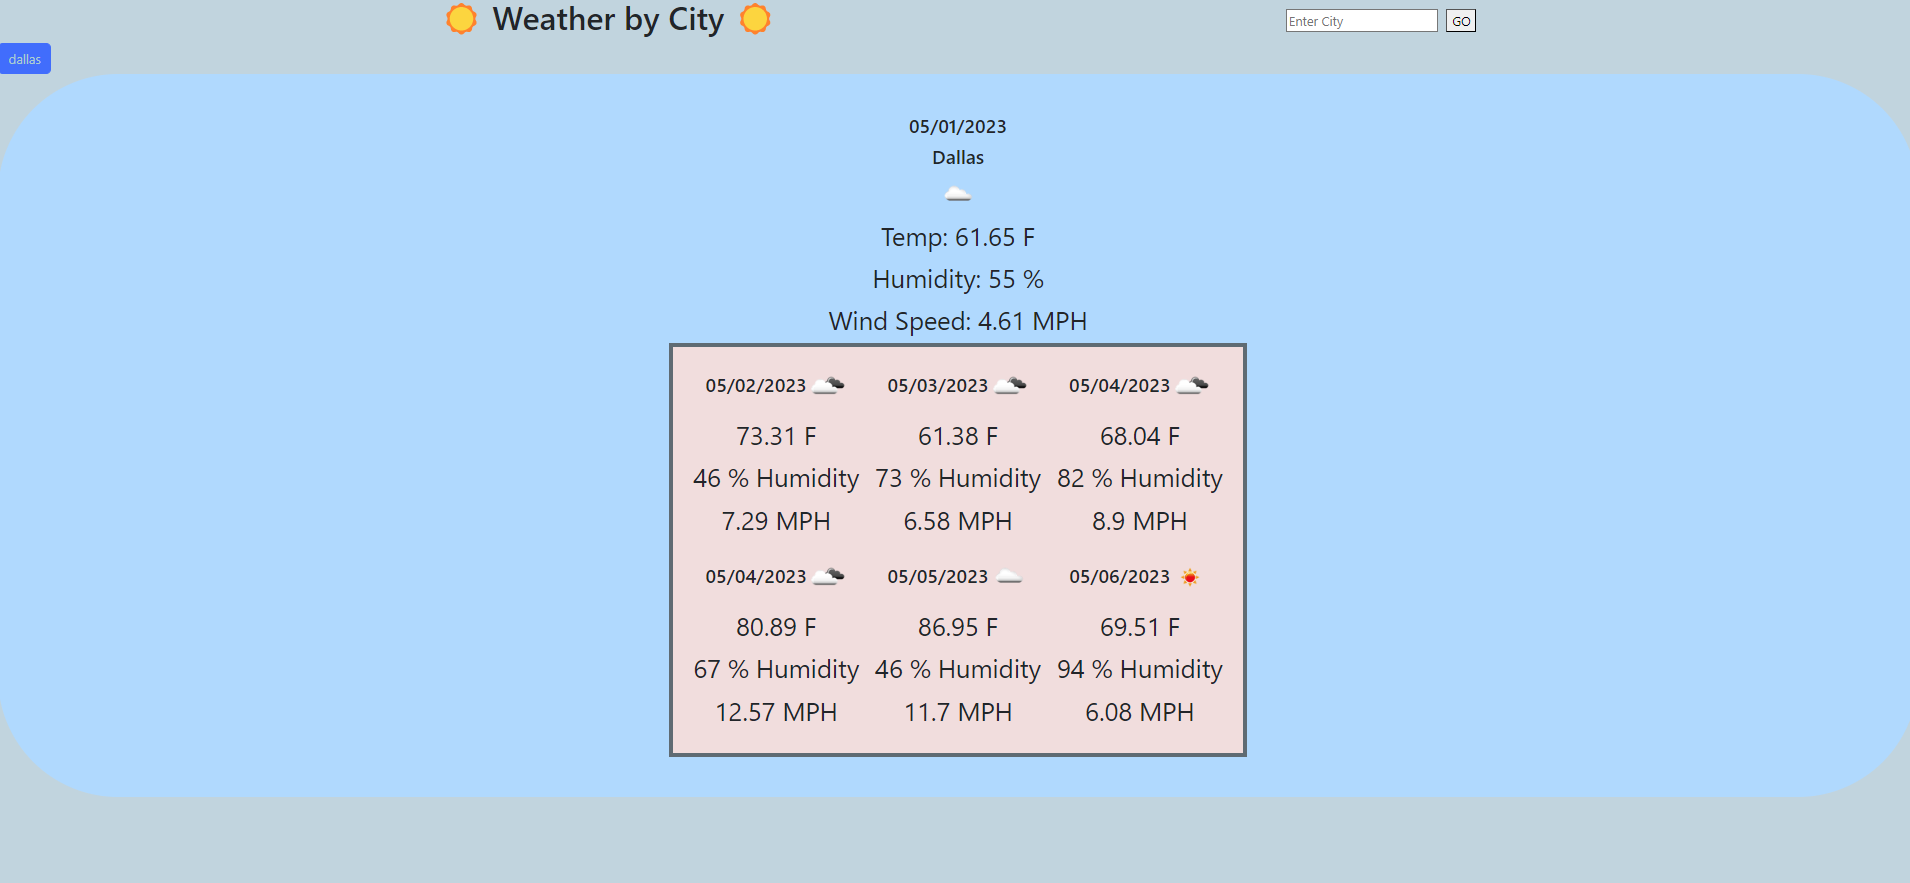 Weather by City
Enter City GO
dallas
05/01/2023
Dallas
Temp: 61.65 F
Humidity: 55 %
Wind Speed: 4.61 MPH
05/02/2023 05/03/2023 05/04/2023
73.31 F 61.38 F 68.04 F
46 % Humidity 73 % Humidity 82 % Humidity
7.29 MPH 6.58 MPH 8.9 MPH
05/04/2023 05/05/2023 05/06/2023
80.89 F 86.95 F 69.51 F
67 % Humidity 46 % Humidity 94 % Humidity
12.57 MPH 11.7 MPH 6.08 MPH